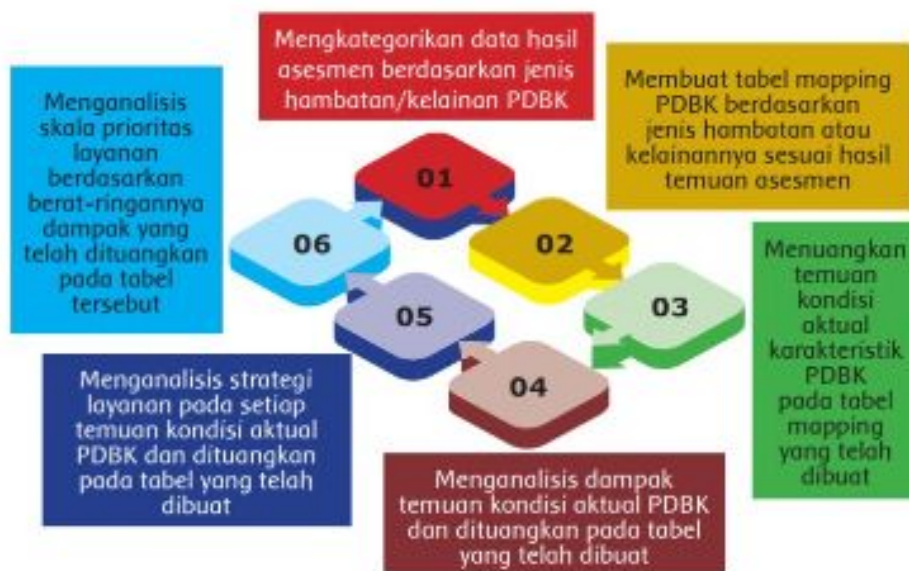 Mengkategorikan data hasil
asesmen berdasarkan jenis
hambatan/kelainan PDBK
01
Membuat tabel mapping
PDBK berdasarkan
jenis hambatan atau
kelainannya sesuai hasil
temuan asesmen
02
Menuangkan
temuan
kondisi
aktual
karakteristik
PDBK
pada tabel
mapping
yang telah
dibuat
03
Menganalisis dampak
temuan kondisi aktual PDBK
dan dituangkan pada tabel
yang telah dibuat
04
Menganalisis strategi
layanan pada setiap
temuan kondisi aktual
PDBK dan dituangkan
pada tabel yang telah
dibuat
05
Menganalisis
skala prioritas
layanan
berdasarkan
berat-ringannya
dampak yang
telah dituangkan
pada tabel
tersebut
06